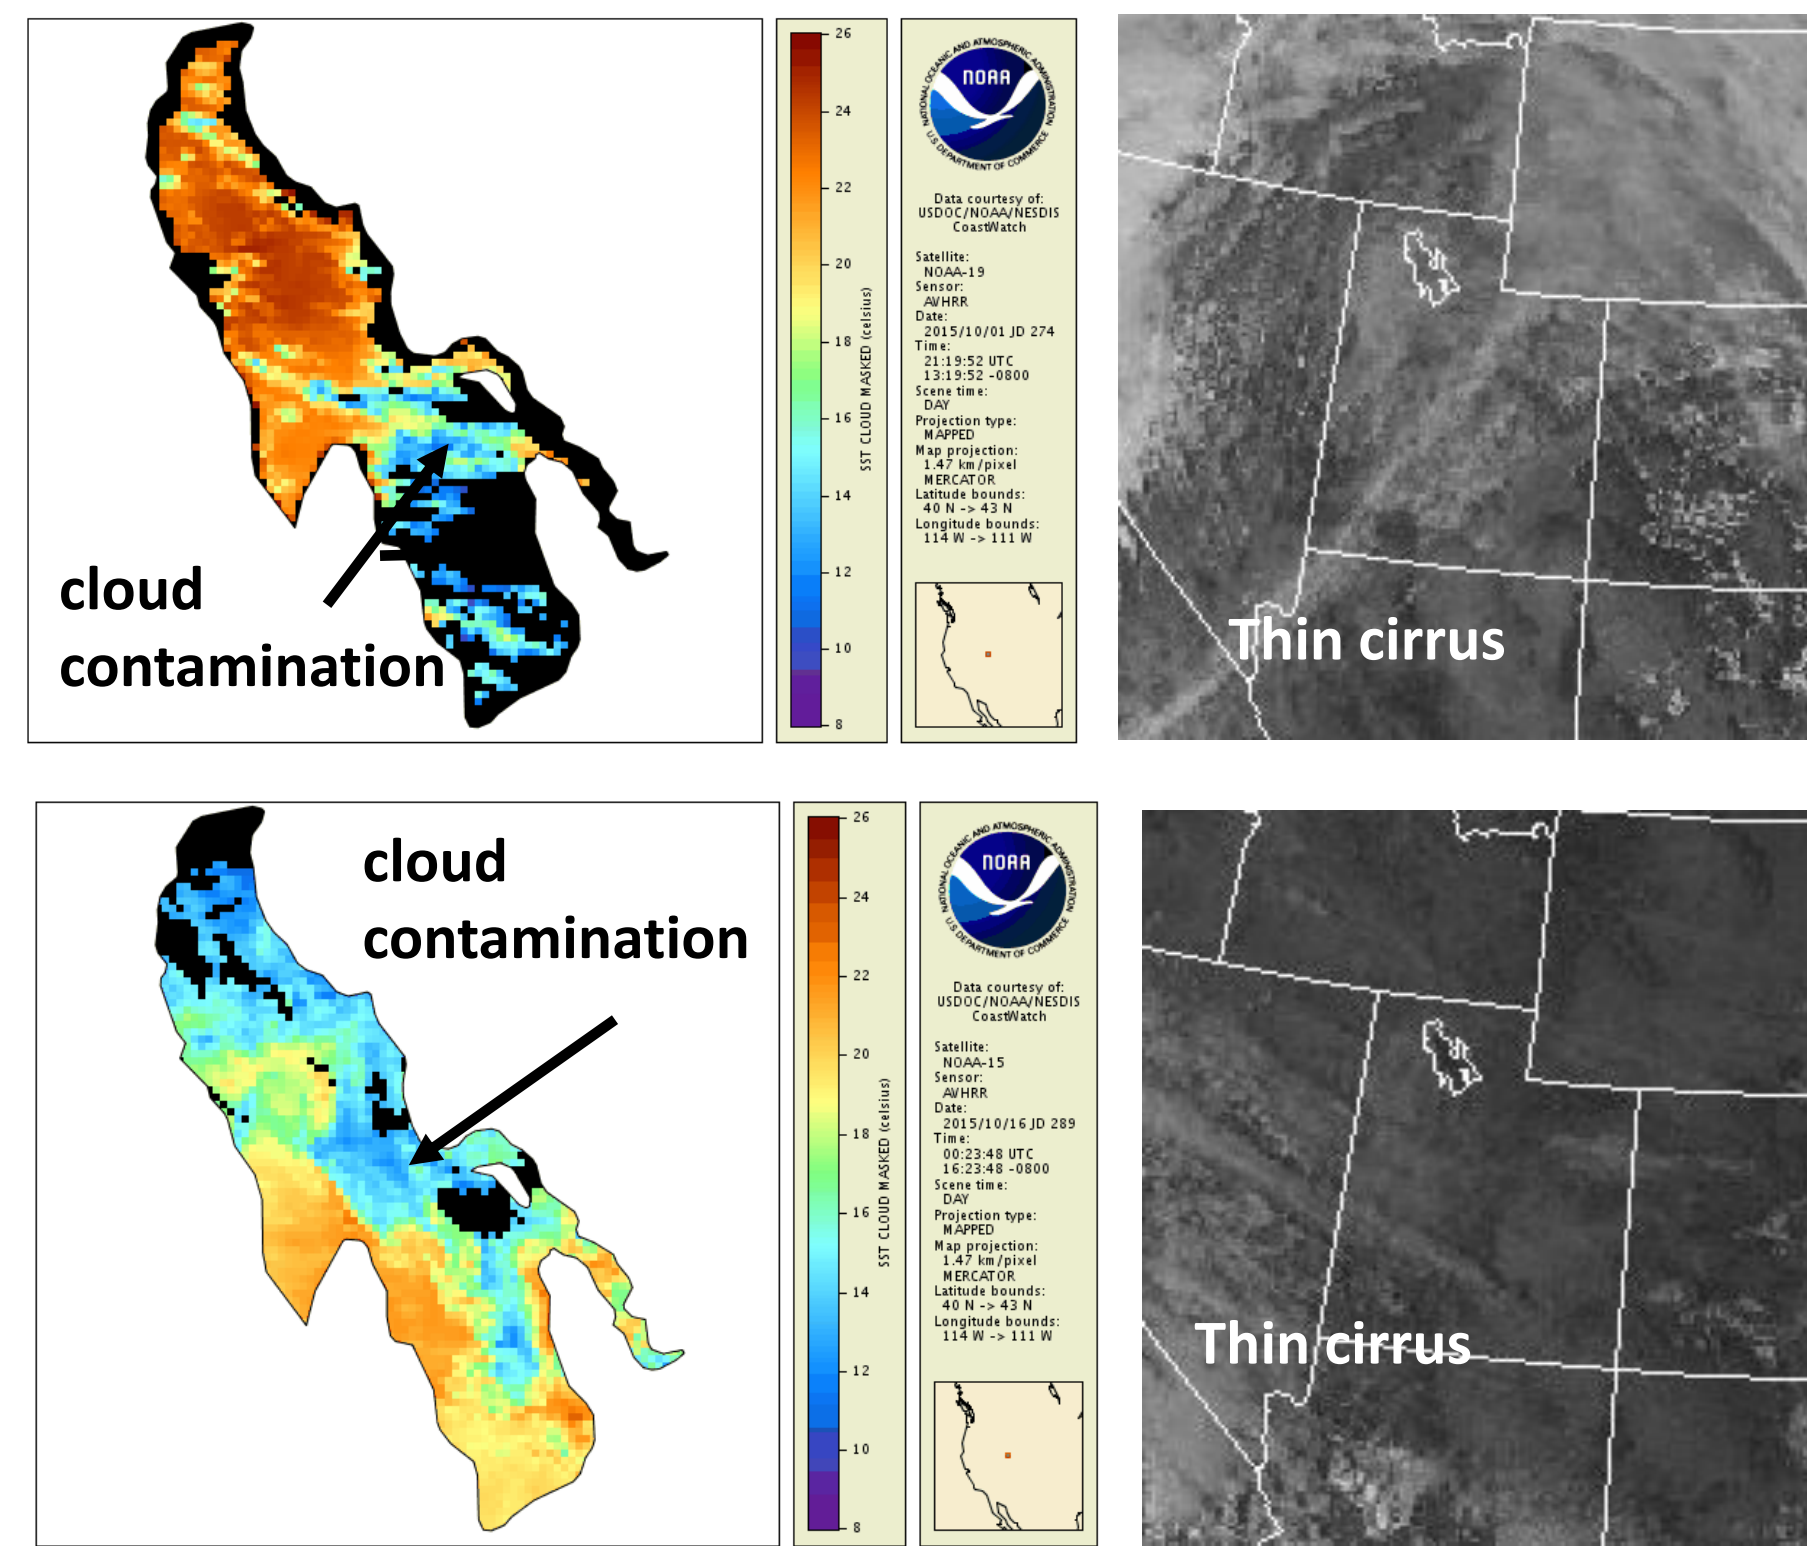 26
24
22
20
18
16
14
12
10
8
SST CLOUD MASKED (celsius)
NATIONAL OCEANIC AND ATMOSPHERIC ADMINISTRATION
NOAA
U.S. DEPARTMENT OF COMMERCE
Data courtesy of:
USDOC/NOAA/NESDIS
CoastWatch
Satellite:
NOAA-19
Sensor:
AVHRR
Date:
2015/10/01 JD 274
Time:
21:19:52 UTC
13:19:52 -0800
Scene time:
DAY
Projection type:
MAPPED
Map projection:
1.47 km/pixel
MERCATOR
Latitude bounds:
40 N -> 43 N
Longitude bounds:
114 W -> 111 W
cloud
contamination
Thin cirrus
cloud
contamination
26
24
22
20
18
16
14
12
10
8
SST CLOUD MASKED (celsius)
NATIONAL OCEANIC AND ATMOSPHERIC ADMINISTRATION
NOAA
U.S. DEPARTMENT OF COMMERCE
Data courtesy of:
USDOC/NOAA/NESDIS
CoastWatch
Satellite:
NOAA-15
Sensor:
AVHRR
Date:
2015/10/16 JD 289
Time:
00:23:48 UTC
16:23:48 -0800
Scene time:
DAY
Projection type:
MAPPED
Map projection:
1.47 km/pixel
MERCATOR
Latitude bounds:
40 N -> 43 N
Longitude bounds:
114 W -> 111 W
Thin cirrus